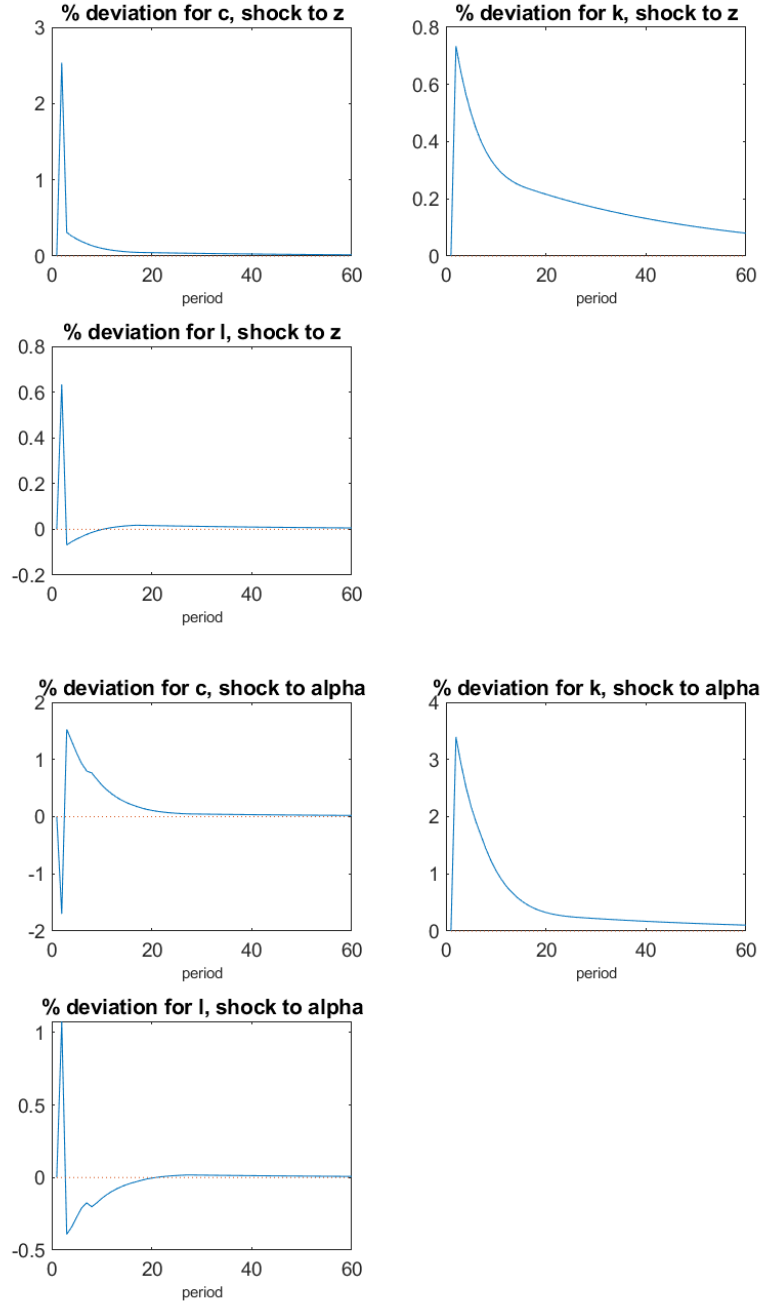 % deviation for c, shock to z
3
2
1
0
0 20 40 60
period
% deviation for k, shock to z
0.8
0.6
0.4
0.2
0
0 20 40 60
period
% deviation for l, shock to z
0.8
0.6
0.4
0.2
0
-0.2
0 20 40 60
period
% deviation for c, shock to alpha
2
1
0
-1
-2
0 20 40 60
period
% deviation for k, shock to alpha
4
3
2
1
0
0 20 40 60
period
% deviation for l, shock to alpha
1
0.5
0
-0.5
0 20 40 60
period